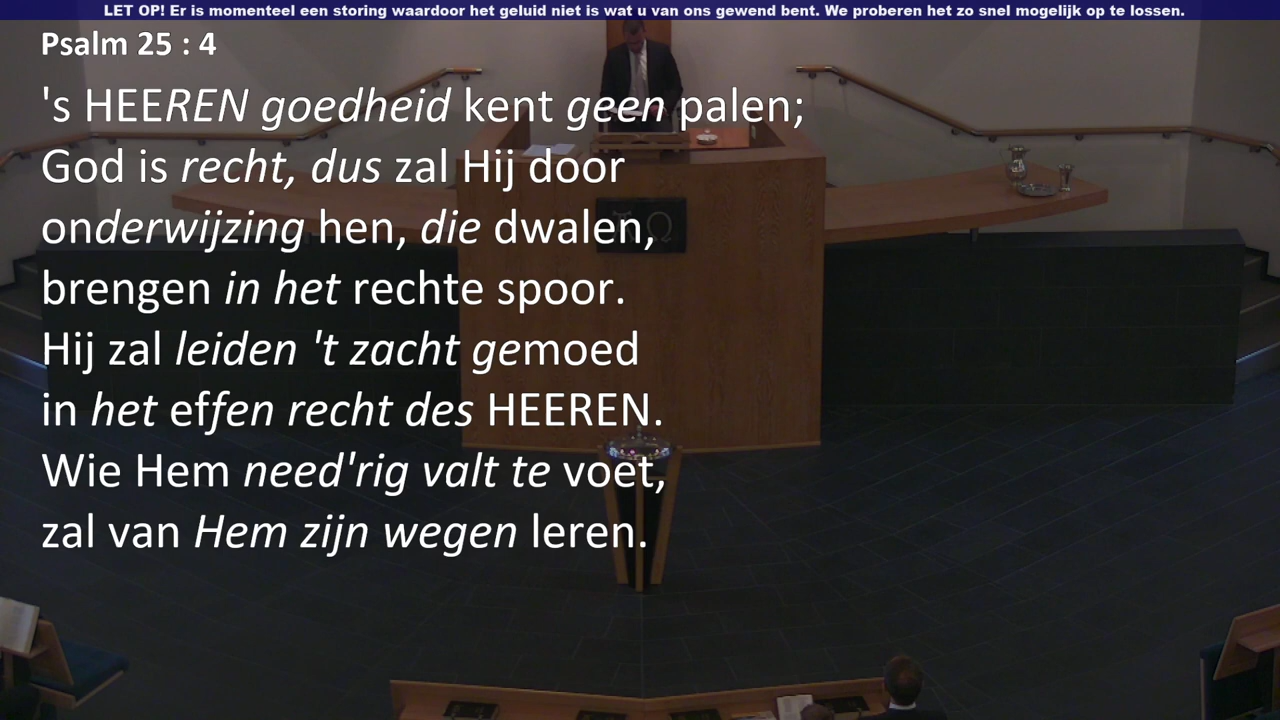 LET OP! Er is momenteel een storing waardoor het geluid niet is wat u van ons gewend bent. We proberen het zo snel mogelijk op te lossen.
Psalm 25 : 4
's HEEREN goedheid kent geen palen;
God is recht, dus zal Hij door
onderwijzing hen, die dwalen,
brengen in het rechte spoor.
Hij zal leiden 't zacht gemoed
in het effen recht des HEEREN.
Wie Hem need'rig valt te voet,
zal van Hem zijn wegen leren.